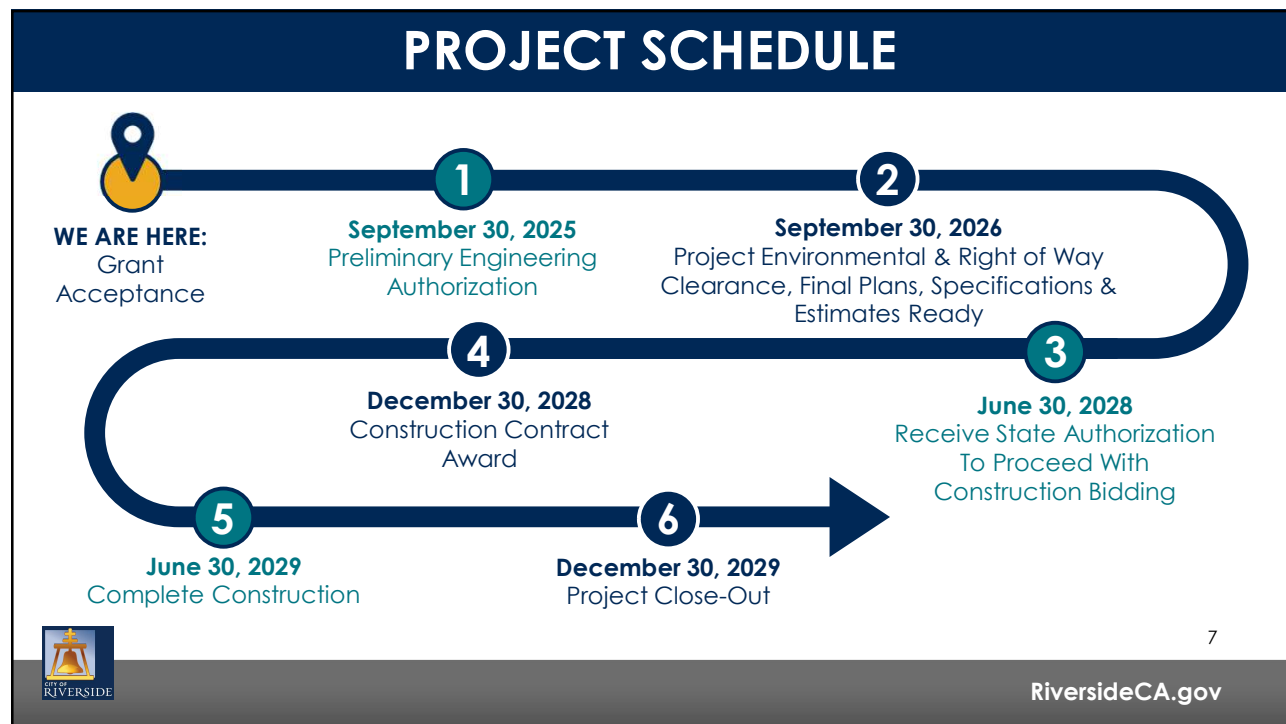 PROJECT SCHEDULE
WE ARE HERE:
Grant
Acceptance
1
September 30, 2025
Preliminary Engineering
Authorization
2
September 30, 2026
Project Environmental & Right of Way
Clearance, Final Plans, Specifications &
Estimates Ready
3
June 30, 2028
Receive State Authorization
To Proceed With
Construction Bidding
4
December 30, 2028
Construction Contract
Award
5
June 30, 2029
Complete Construction
6
December 30, 2029
Project Close-Out
7
CITY OF
RIVERSIDE
RiversideCA.gov